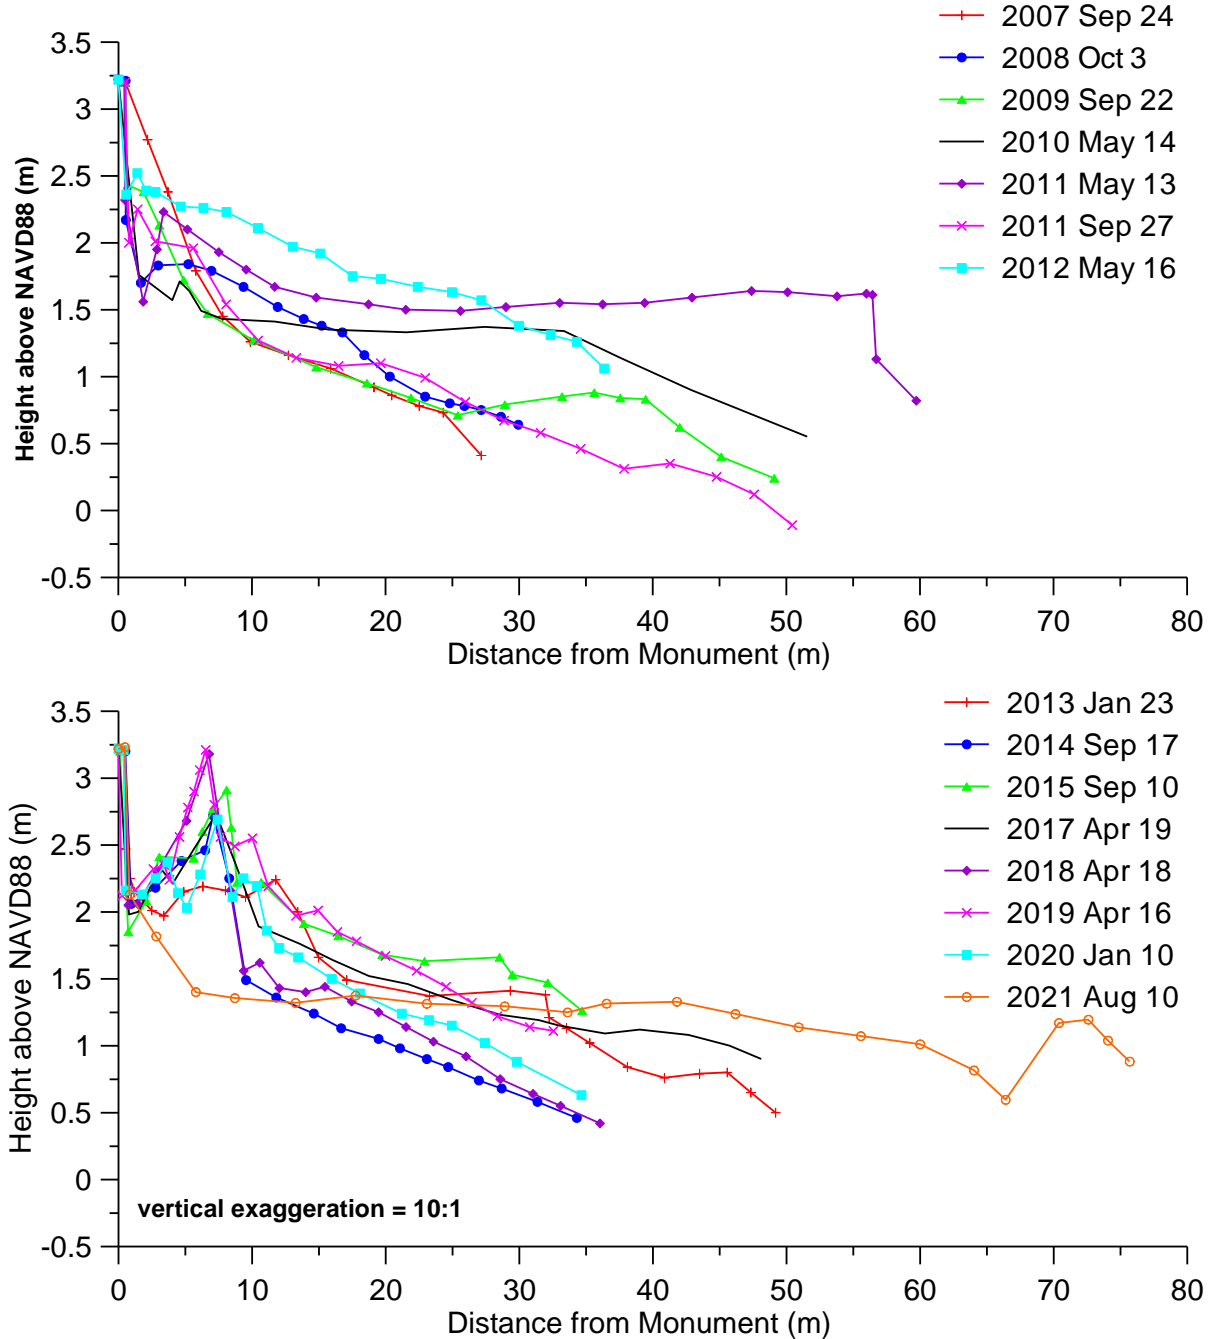 2007 Sep 24
2008 Oct 3
2009 Sep 22
2010 May 14
2011 May 13
2011 Sep 27
2012 May 16
Height above NAVD88 (m)
3.5
3
2.5
2
1.5
1
0.5
0
-0.5
0 10 20 30 40 50 60 70 80
Distance from Monument (m)
2013 Jan 23
2014 Sep 17
2015 Sep 10
2017 Apr 19
2018 Apr 18
2019 Apr 16
2020 Jan 10
2021 Aug 10
Height above NAVD88 (m)
3.5
3
2.5
2
1.5
1
0.5
0
-0.5
vertical exaggeration = 10:1
0 10 20 30 40 50 60 70 80
Distance from Monument (m)